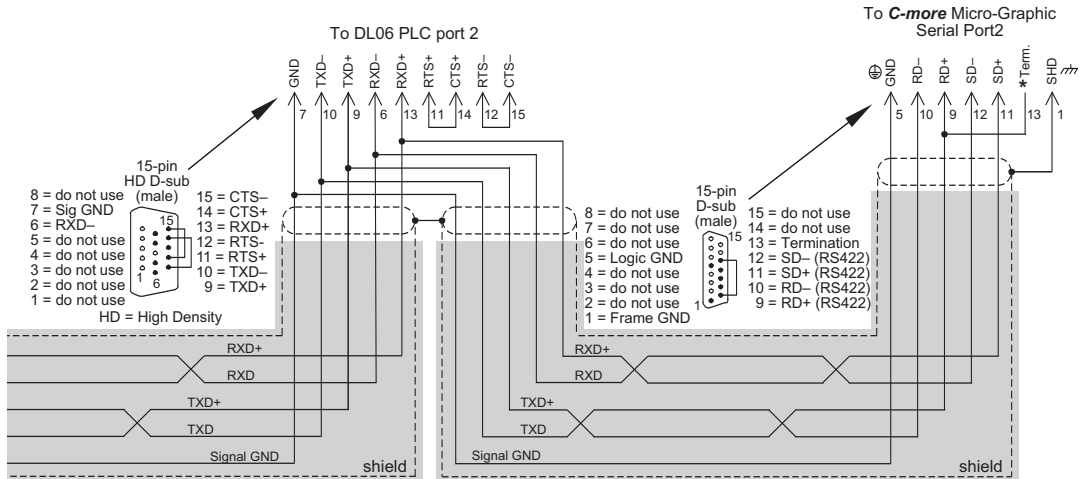 To DL06 PLC port 2
GND TXD– TXD+ RXD– RXD+ RTS+ CTS+ RTS– CTS–
7 10 9 6 13 11 14 12 15
15-pin
HD D-sub
(male)
8 = do not use
7 = Sig GND
6 = RXD–
5 = do not use
4 = do not use
3 = do not use
2 = do not use
1 = do not use
15
1
6
15 = CTS–
14 = CTS+
13 = RXD+
12 = RTS-
11 = RTS+
10 = TXD–
9 = TXD+
HD = High Density
To C-more Micro-Graphic
Serial Port2
GND RD– RD+ SD– SD+ *Term. SHD
5 10 9 12 11 13 1
15-pin
D-sub
(male)
8 = do not use
7 = do not use
6 = do not use
5 = Logic GND
4 = do not use
3 = do not use
2 = do not use
1 = Frame GND
15
1
15 = do not use
14 = do not use
13 = Termination
12 = SD– (RS422)
11 = SD+ (RS422)
10 = RD– (RS422)
9 = RD+ (RS422)
RXD+
RXD
TXD+
TXD
Signal GND
shield
RXD+
RXD
TXD+
TXD
Signal GND
shield